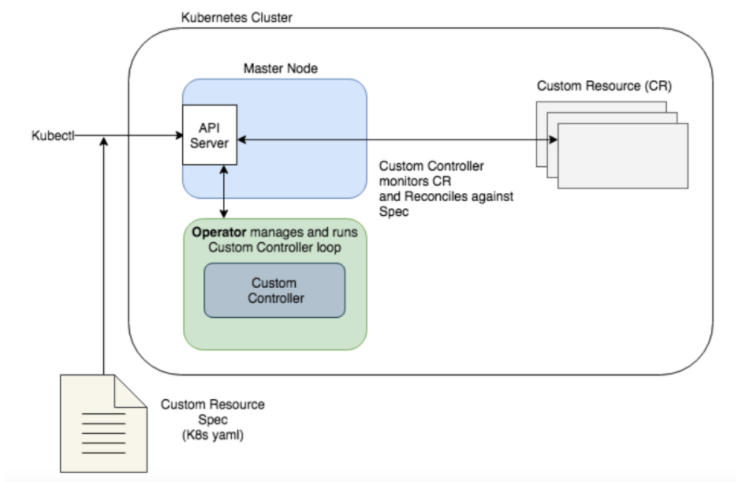 Kubernetes Cluster
Master Node
Custom Resource (CR)
Kubectl
API
Server
Custom Controller
monitors CR
and Reconciles against
Spec
Operator manages and runs
Custom Controller loop
Custom
Controller
Custom Resource
Spec
(K8s yaml)